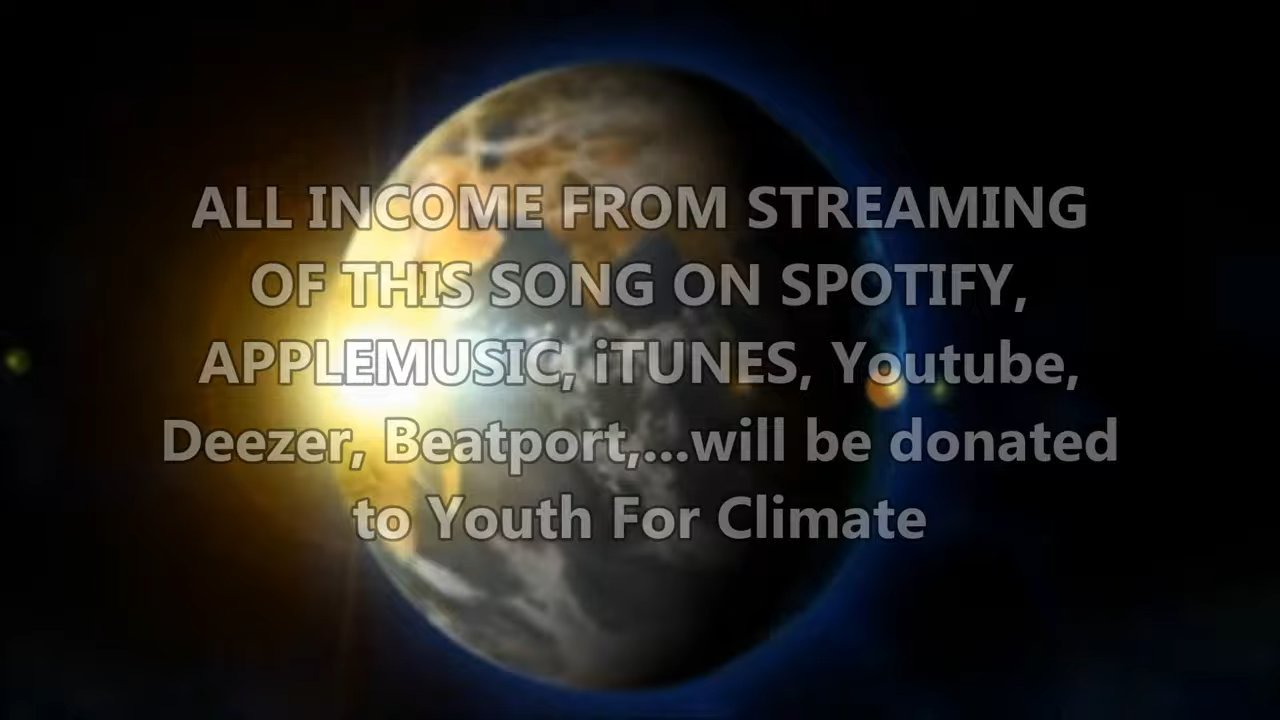 ALL INCOME FROM STREAMING
OF THIS SONG ON SPOTIFY,
APPLEMUSIC, iTUNES, Youtube,
Deezer, Beatport,...will be donated
to Youth For Climate